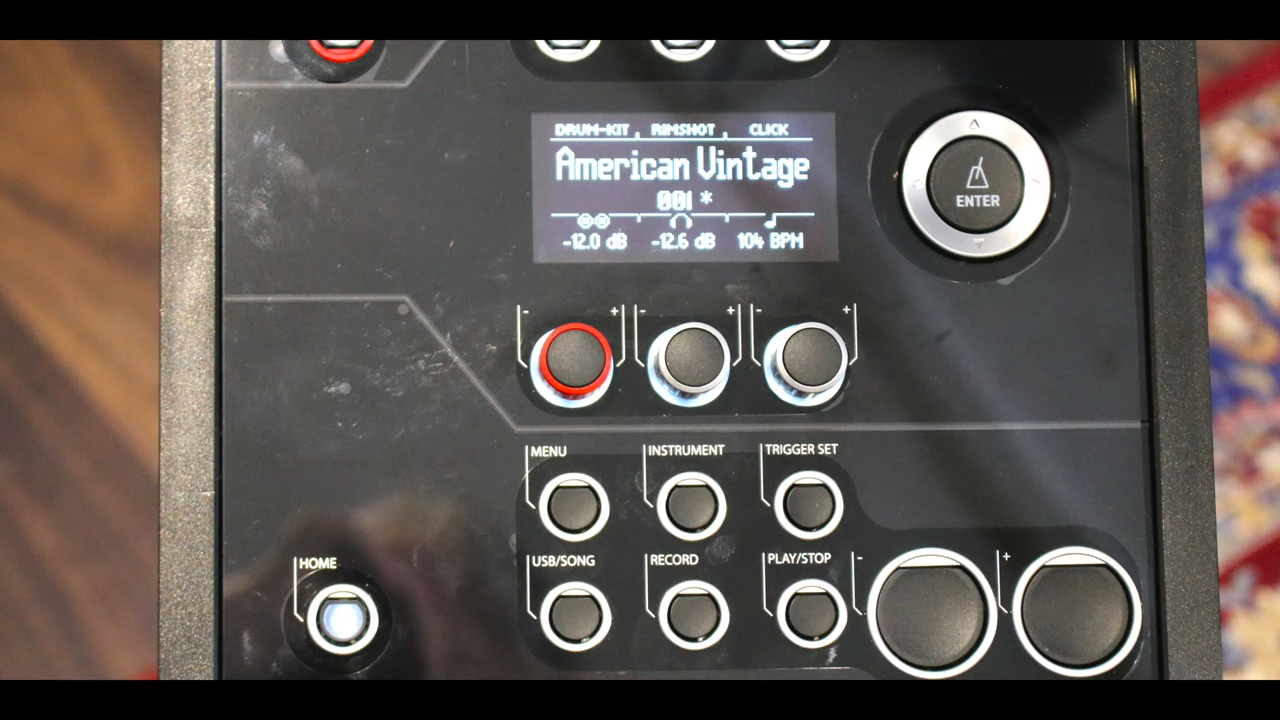 DRUM-KIT RIMSHOT CLICK
American Vintage
001 *
-12.0 dB -12.6 dB 104 BPM
ENTER
- + - + - +
MENU INSTRUMENT TRIGGER SET
HOME USB/SONG RECORD PLAY/STOP - +